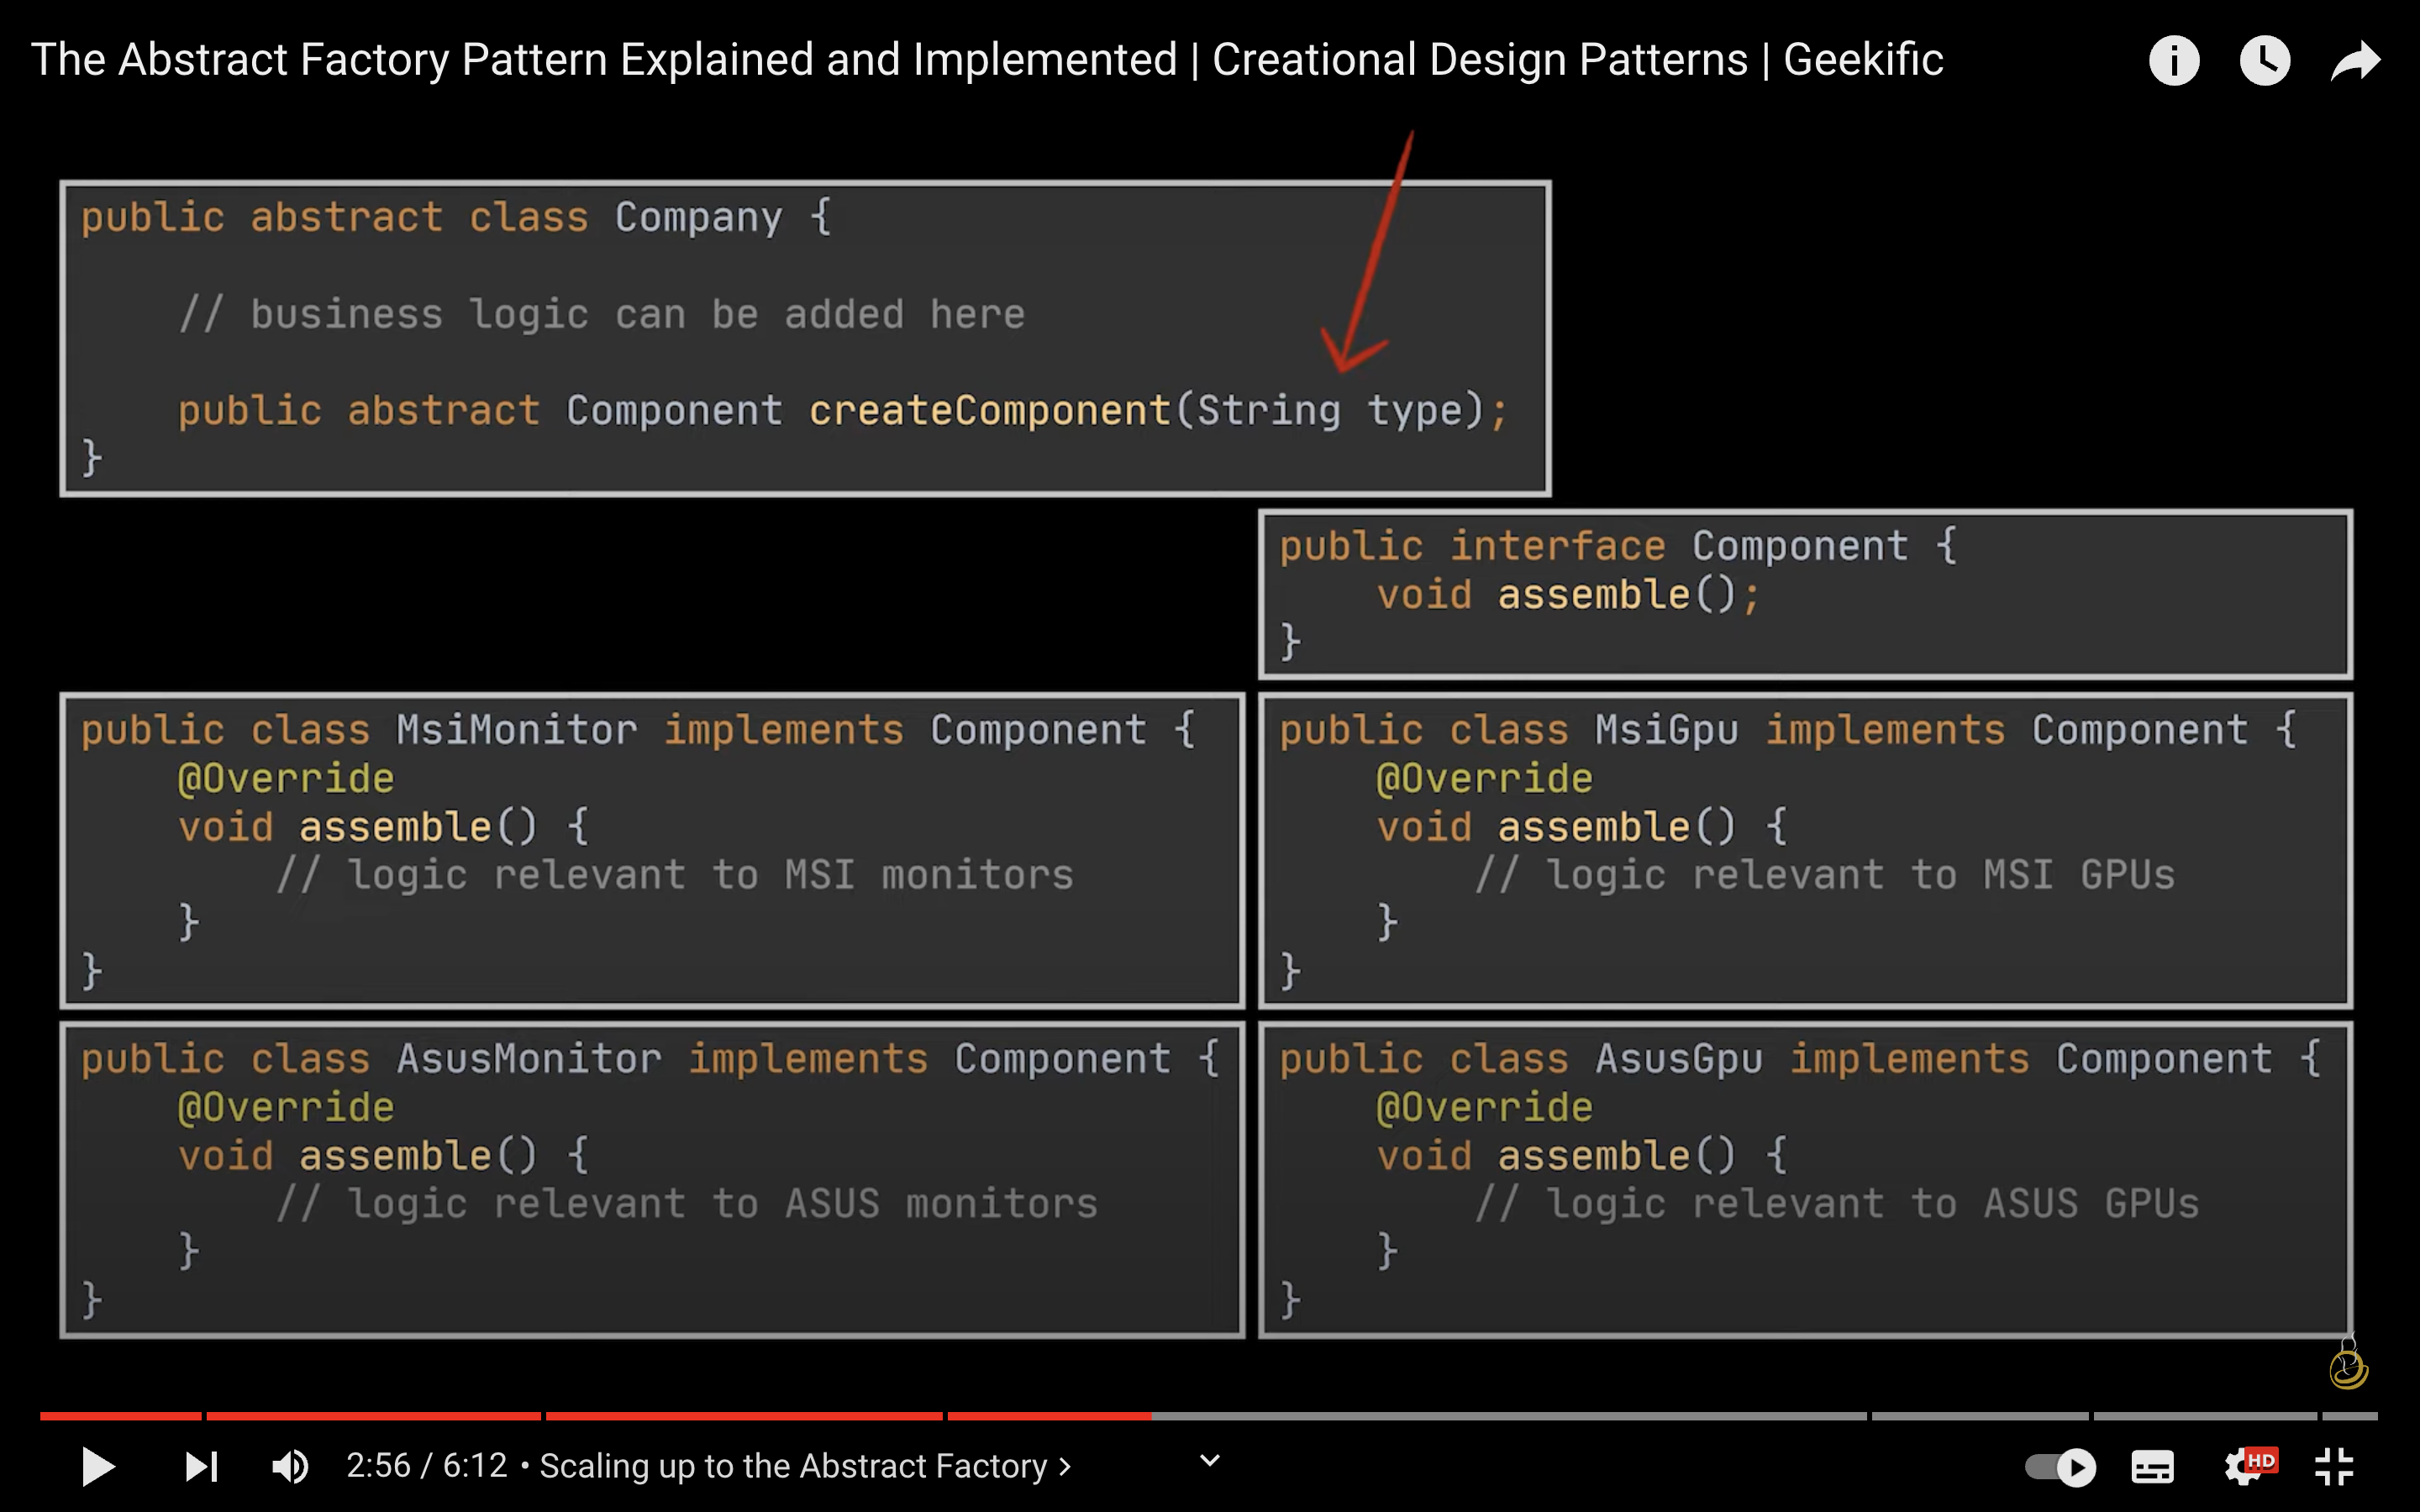 The Abstract Factory Pattern Explained and Implemented | Creational Design Patterns | Geekific
public abstract class Company {
// business logic can be added here
public abstract Component createComponent(String type);
}
public interface Component {
void assemble();
}
public class MsiMonitor implements Component {
@Override
void assemble() {
// logic relevant to MSI monitors
}
}
public class MsiGpu implements Component {
@Override
void assemble() {
// logic relevant to MSI GPUs
}
}
public class AsusMonitor implements Component {
@Override
void assemble() {
// logic relevant to ASUS monitors
}
}
public class AsusGpu implements Component {
@Override
void assemble() {
// logic relevant to ASUS GPUs
}
}
2:56 / 6:12 • Scaling up to the Abstract Factory >
HD